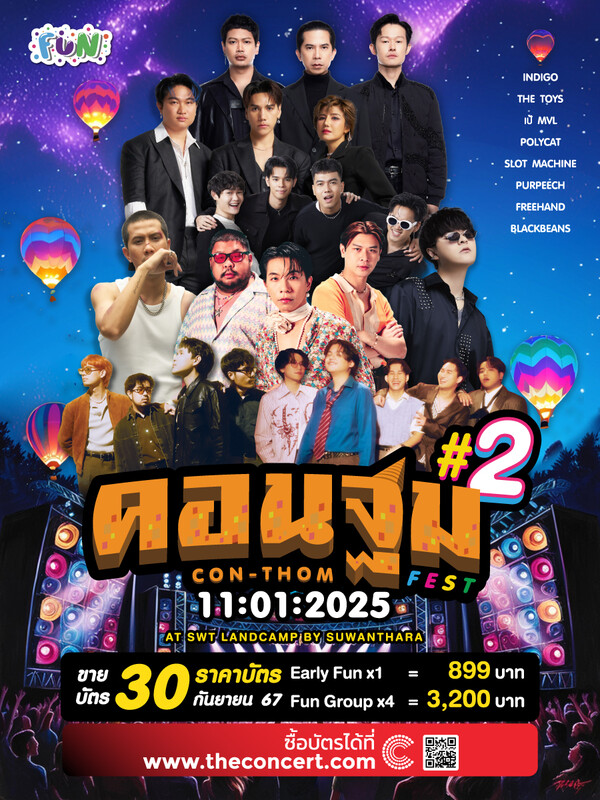 FUN
INDIGO
THE TOYS
เป้ MVL
POLYCAT
SLOT MACHINE
PURPEECH
FREEHAND
BLACKBEANS
#2
คอนฐม
CON-THOM FEST
11:01:2025
AT SWT LANDCAMP BY SUWANTHARA
ขายบัตร 30 กันยายน 67
ราคาบัตร
Early Fun x1 = 899 บาท
Fun Group x4 = 3,200 บาท
ซื้อบัตรได้ที่
www.theconcert.com